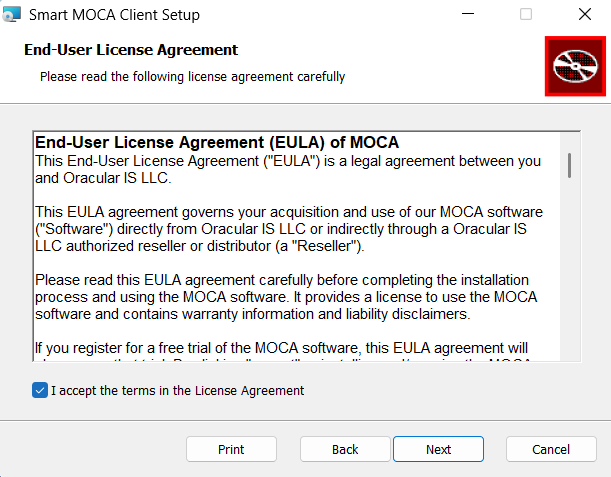 Smart MOCA Client Setup
End-User License Agreement
Please read the following license agreement carefully
End-User License Agreement (EULA) of MOCA
This End-User License Agreement ("EULA") is a legal agreement between you
and Oracular IS LLC.
This EULA agreement governs your acquisition and use of our MOCA software
("Software") directly from Oracular IS LLC or indirectly through a Oracular IS
LLC authorized reseller or distributor (a "Reseller").
Please read this EULA agreement carefully before completing the installation
process and using the MOCA software. It provides a license to use the MOCA
software and contains warranty information and liability disclaimers.
If you register for a free trial of the MOCA software, this EULA agreement will
I accept the terms in the License Agreement
Print
Back
Next
Cancel